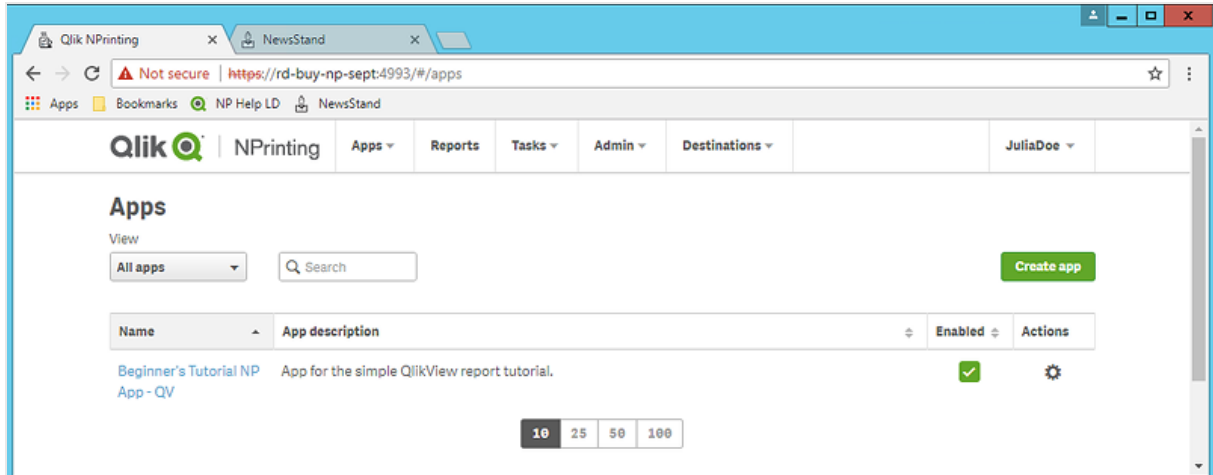 Qlik NPrinting
NewsStand
Not secure | https://rd-buy-np-sept:4993/#/apps
Apps Bookmarks NP Help LD NewsStand
Qlik NPrinting Apps Reports Tasks Admin Destinations JuliaDoe
Apps
View
All apps Search Create app
Name App description Enabled Actions
Beginner's Tutorial NP App for the simple QlikView report tutorial.
App - QV
10 25 50 100